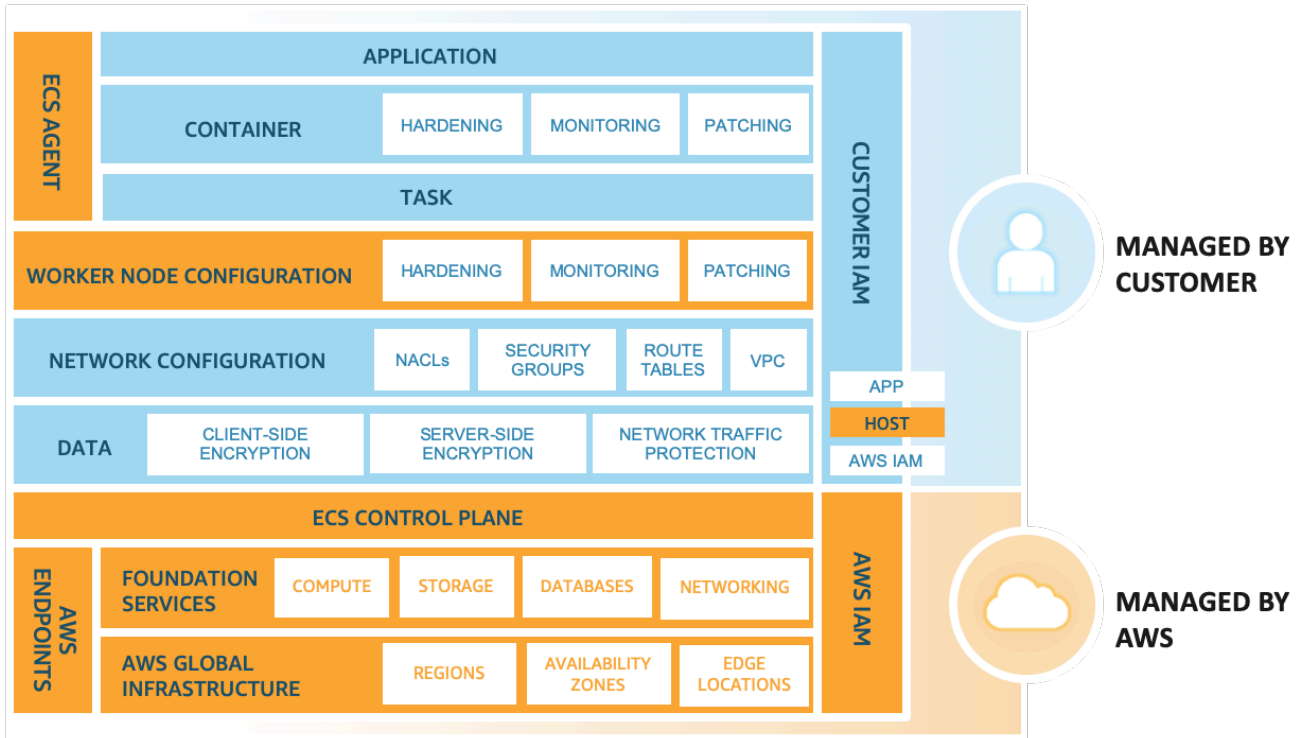 APPLICATION
ECS AGENT
CONTAINER
HARDENING
MONITORING
PATCHING
TASK
CUSTOMER IAM
WORKER NODE CONFIGURATION
HARDENING
MONITORING
PATCHING
MANAGED BY
CUSTOMER
NETWORK CONFIGURATION
NACLs
SECURITY
GROUPS
ROUTE
TABLES
VPC
APP
HOST
AWS IAM
DATA
CLIENT-SIDE
ENCRYPTION
SERVER-SIDE
ENCRYPTION
NETWORK TRAFFIC
PROTECTION
ECS CONTROL PLANE
AWS
ENDPOINTS
FOUNDATION
SERVICES
COMPUTE
STORAGE
DATABASES
NETWORKING
AWS IAM
MANAGED BY
AWS
AWS GLOBAL
INFRASTRUCTURE
REGIONS
AVAILABILITY
ZONES
EDGE
LOCATIONS